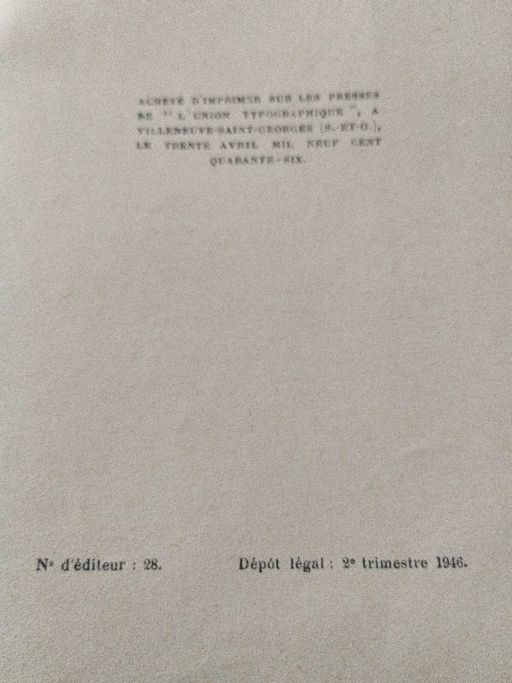 ACHEVÉ D'IMPRIMER SUR LES PRESSES
DE " L'UNION TYPOGRAPHIQUE ", A
VILLENEUVE-SAINT-GEORGES (S.-ET-O.),
LE TRENTE AVRIL MIL NEUF CENT
QUARANTE-SIX.
Nº d'éditeur : 28. Dépôt légal : 2e trimestre 1946.